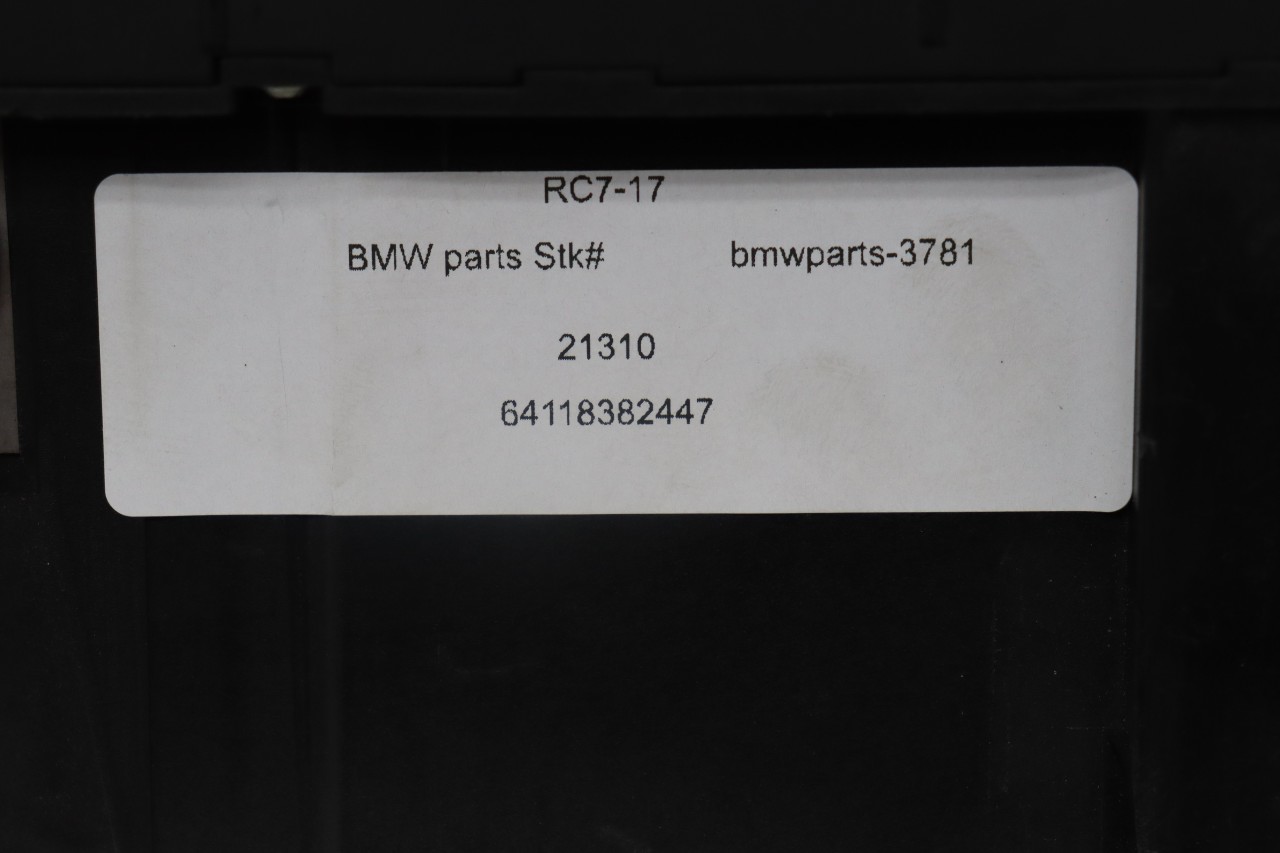 RC7-17
BMW parts Stk# bmwparts-3781
21310
64118382447